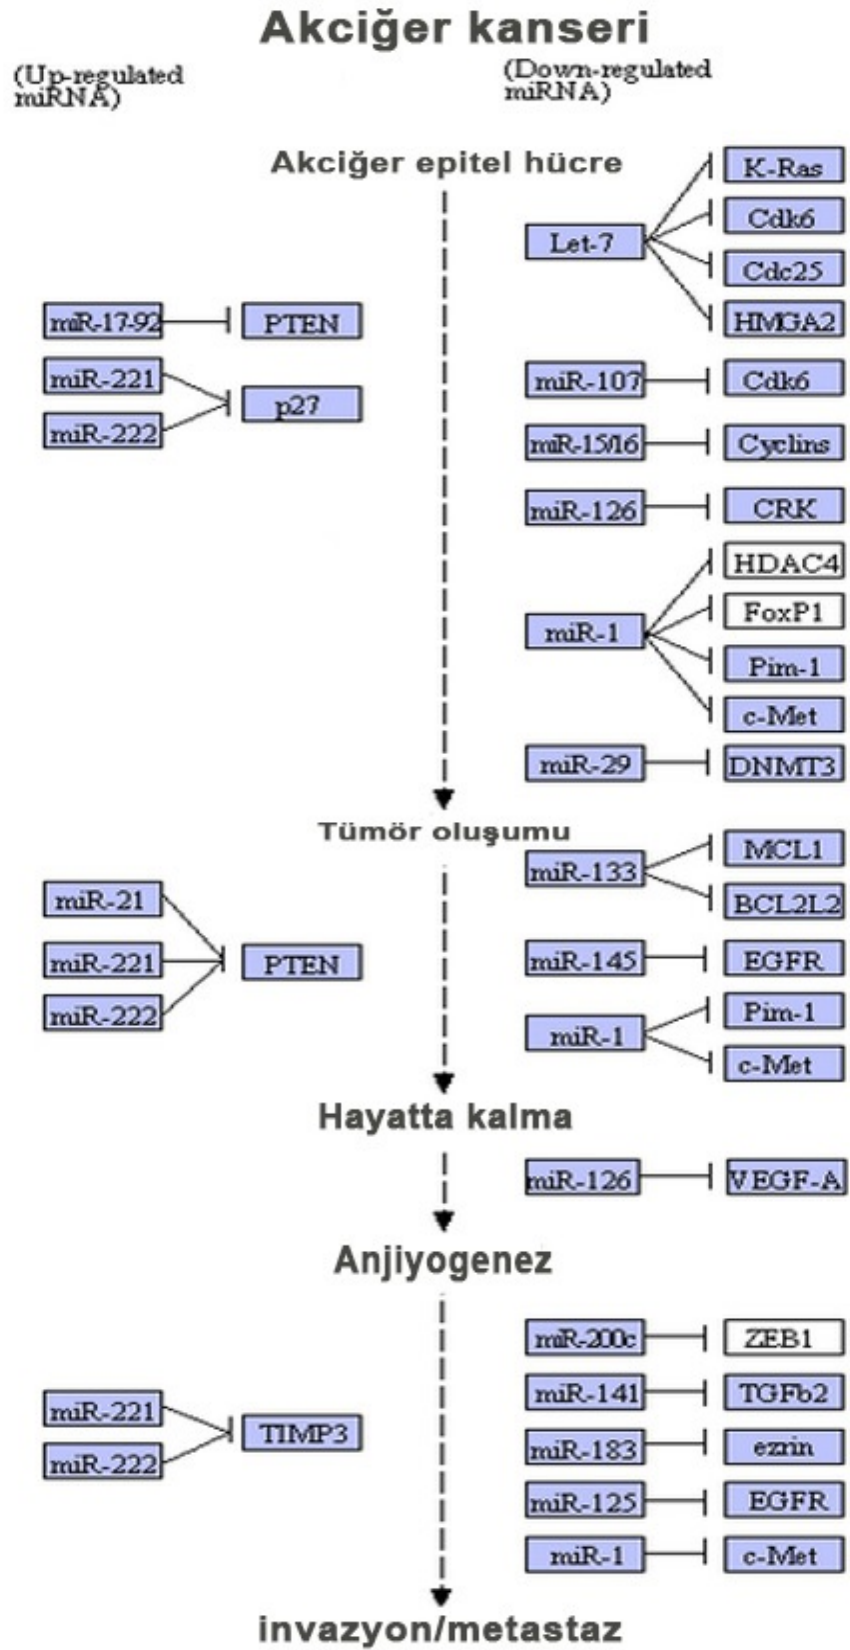 Akciğer kanseri
(Up-regulated
miRNA)
(Down-regulated
miRNA)
Akciğer epitel hücre
K-Ras
Let-7
Cdk6
Cdc25
HMGA2
miR-17-92
PTEN
miR-221
p27
miR-222
miR-107
Cdk6
miR-15/16
Cyclins
miR-126
CRK
HDAC4
miR-1
FoxP1
Pim-1
c-Met
miR-29
DNMT3
Tümör oluşumu
miR-133
MCL1
BCL2L2
miR-21
miR-221
PTEN
miR-222
miR-145
EGFR
miR-1
Pim-1
c-Met
Hayatta kalma
miR-126
VEGF-A
Anjiyogenez
miR-200c
ZEB1
miR-141
TGFb2
miR-221
TIMP3
miR-222
miR-183
ezrin
miR-125
EGFR
miR-1
c-Met
invazyon/metastaz